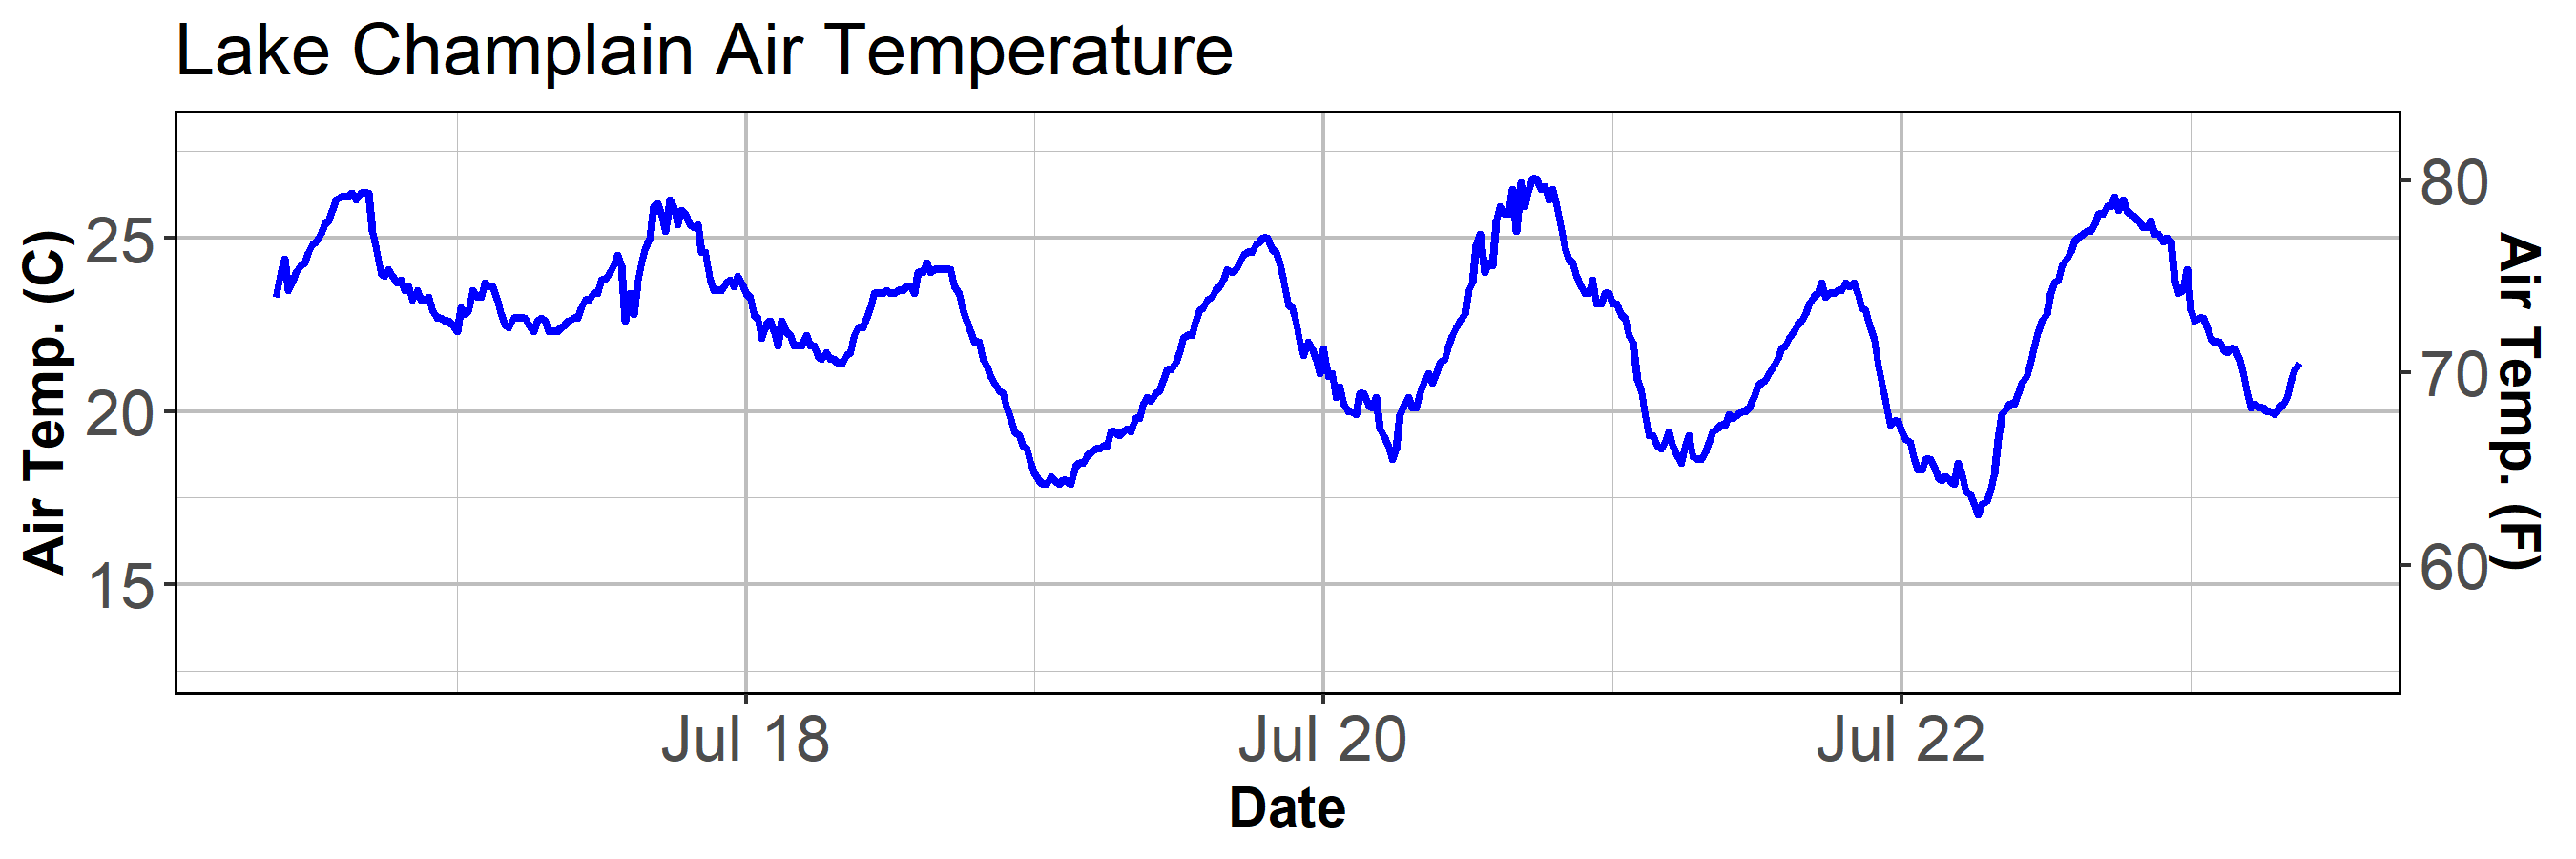 Lake Champlain Air Temperature
Air Temp. (C)
25
20
15
80
70
60
Air Temp. (F)
Jul 18
Jul 20
Jul 22
Date